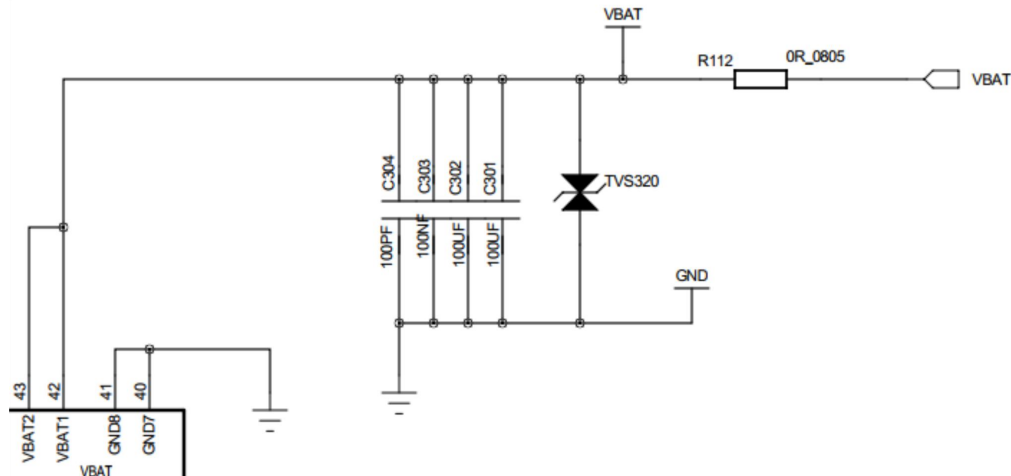 VBAT
R112
0R_0805
VBAT
C304
C303
C302
C301
TVS320
100PF
100NF
100UF
100UF
GND
43
42
41
40
VBAT2
VBAT1
GND8
GND7
VBAT